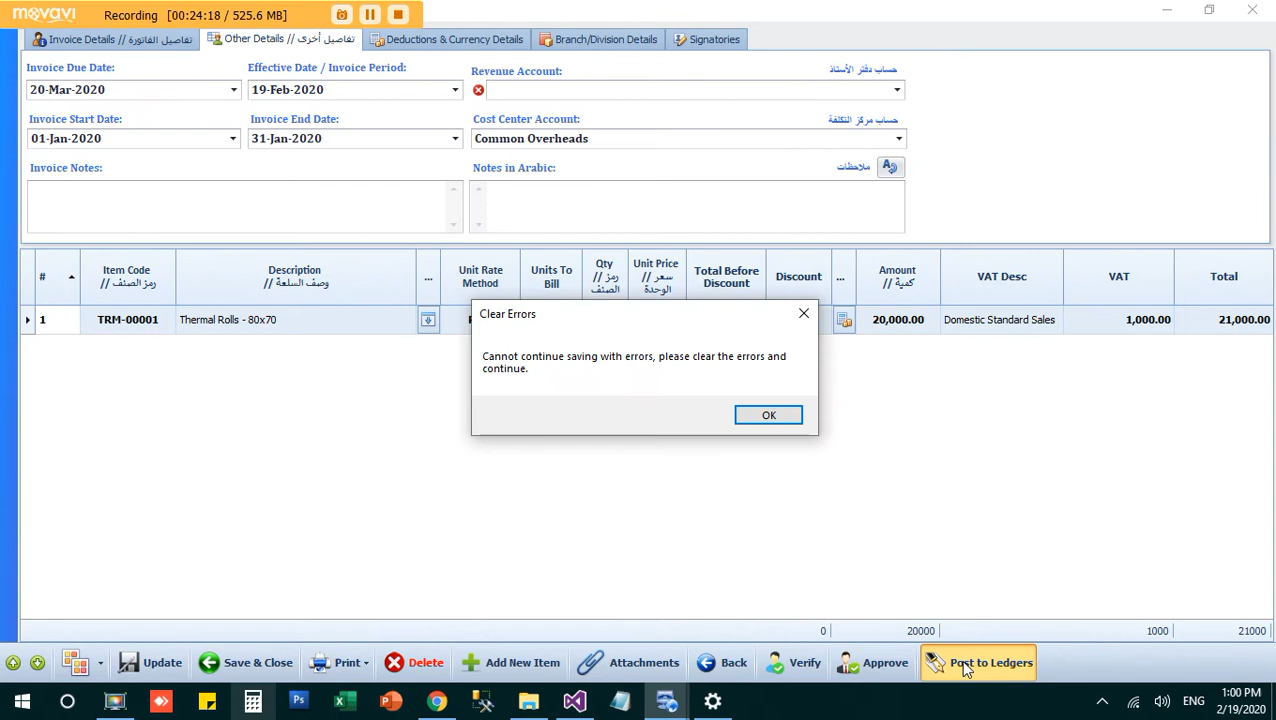 movavi Recording (00:24:18 / 525.6 MB)
Invoice Details // تفاصيل الفاتورة Other Details // تفاصيل أخرى Deductions & Currency Details Branch/Division Details Signatories
Invoice Due Date: Effective Date / Invoice Period: Revenue Account: حساب دفتر الأستاذ
20-Mar-2020 19-Feb-2020
Invoice Start Date: Invoice End Date: Cost Center Account: حساب مركز التكلفة
01-Jan-2020 31-Jan-2020 Common Overheads
Invoice Notes: Notes in Arabic: ملاحظات
# Item Code // رمز الصنف Description // وصف السلعة ... Unit Rate Method Units To Bill Qty // رمز الصنف Unit Price // سعر الوحدة Total Before Discount Discount ... Amount // كمية VAT Desc VAT Total
1 TRM-00001 Thermal Rolls - 80x70 20,000.00 Domestic Standard Sales 1,000.00 21,000.00
Clear Errors
Cannot continue saving with errors, please clear the errors and
continue.
OK
0 20000 1000 21000
Update Save & Close Print Delete Add New Item Attachments Back Verify Approve Post to Ledgers
ENG 1:00 PM
2/19/2020